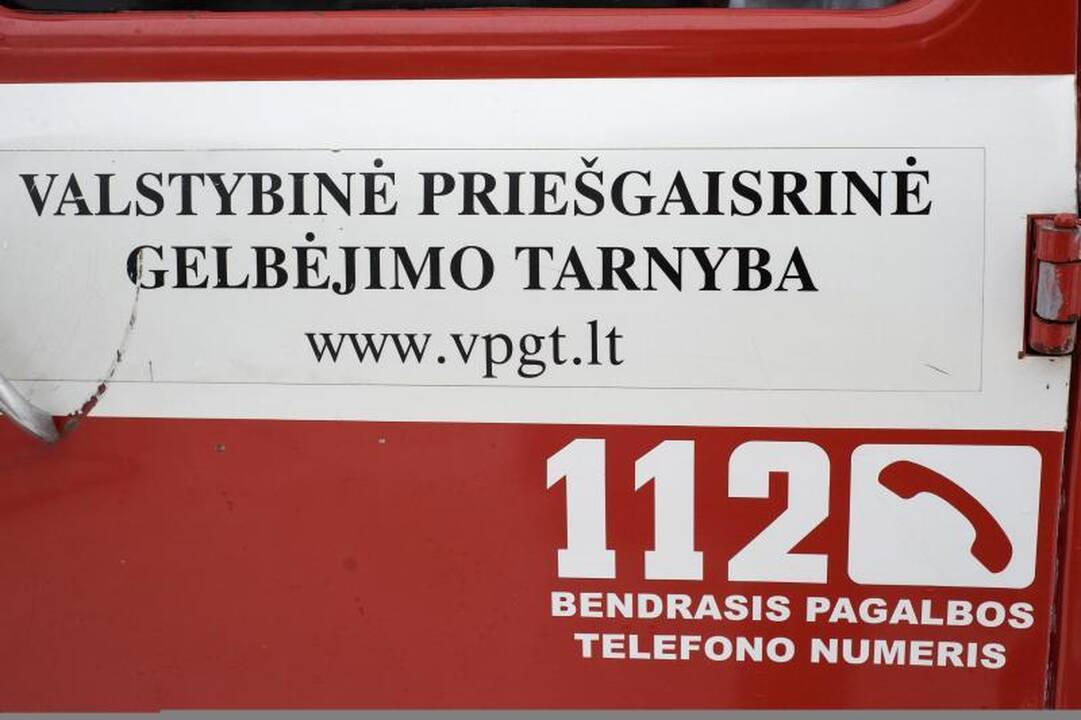 VALSTYBINĖ PRIEŠGAISRINĖ
GELBĖJIMO TARNYBA
www.vpgt.lt
112
BENDRASIS PAGALBOS
TELEFONO NUMERIS